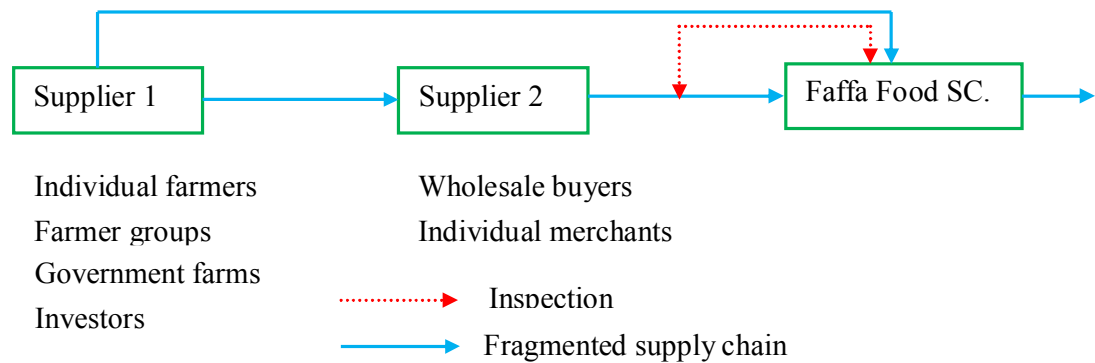 Supplier 1
Supplier 2
Faffa Food SC.
Individual farmers
Farmer groups
Government farms
Investors
Wholesale buyers
Individual merchants
Inspection
Fragmented supply chain